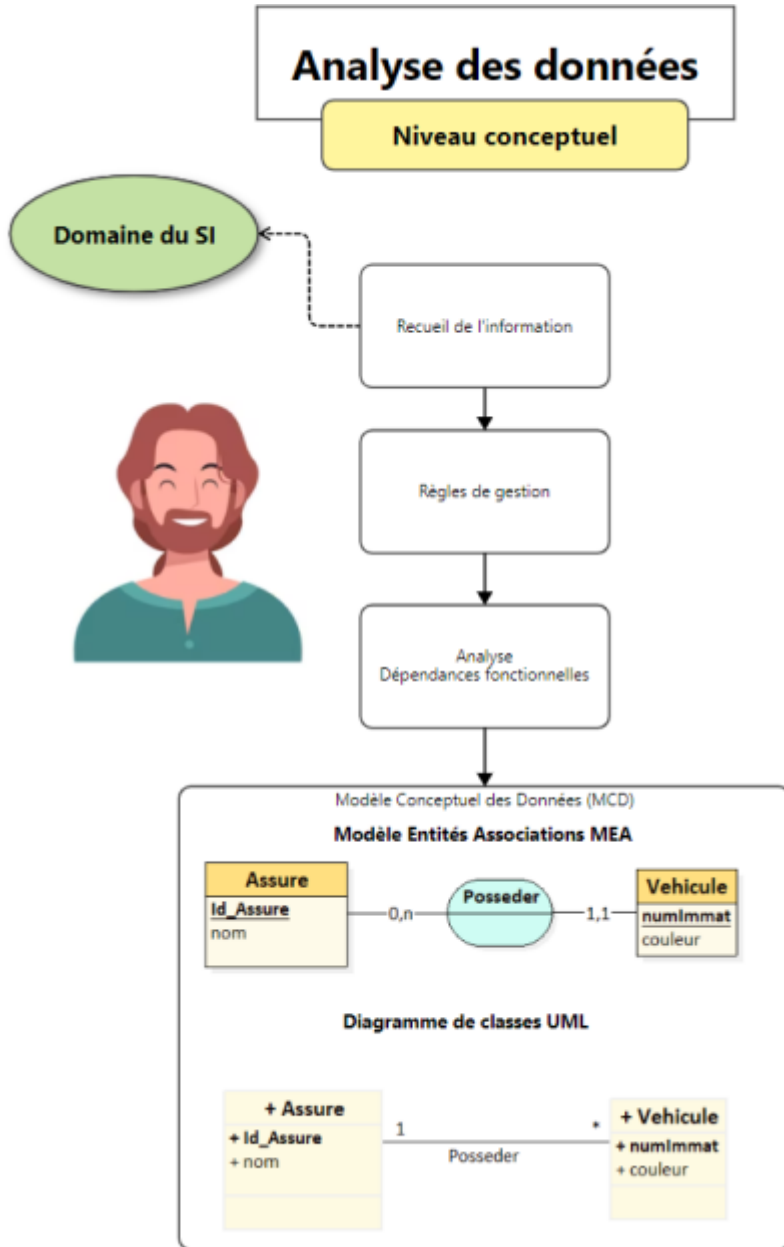 Analyse des données
Niveau conceptuel
Domaine du SI
Recueil de l'information
Règles de gestion
Analyse
Dépendances fonctionnelles
Modèle Conceptuel des Données (MCD)
Modèle Entités Associations MEA
Assure
Id_Assure
nom
0,n
Posseder
1,1
Vehicule
numImmat
couleur
Diagramme de classes UML
+ Assure
+ Id_Assure
+ nom
1
*
Posseder
+ Vehicule
+ numImmat
+ couleur